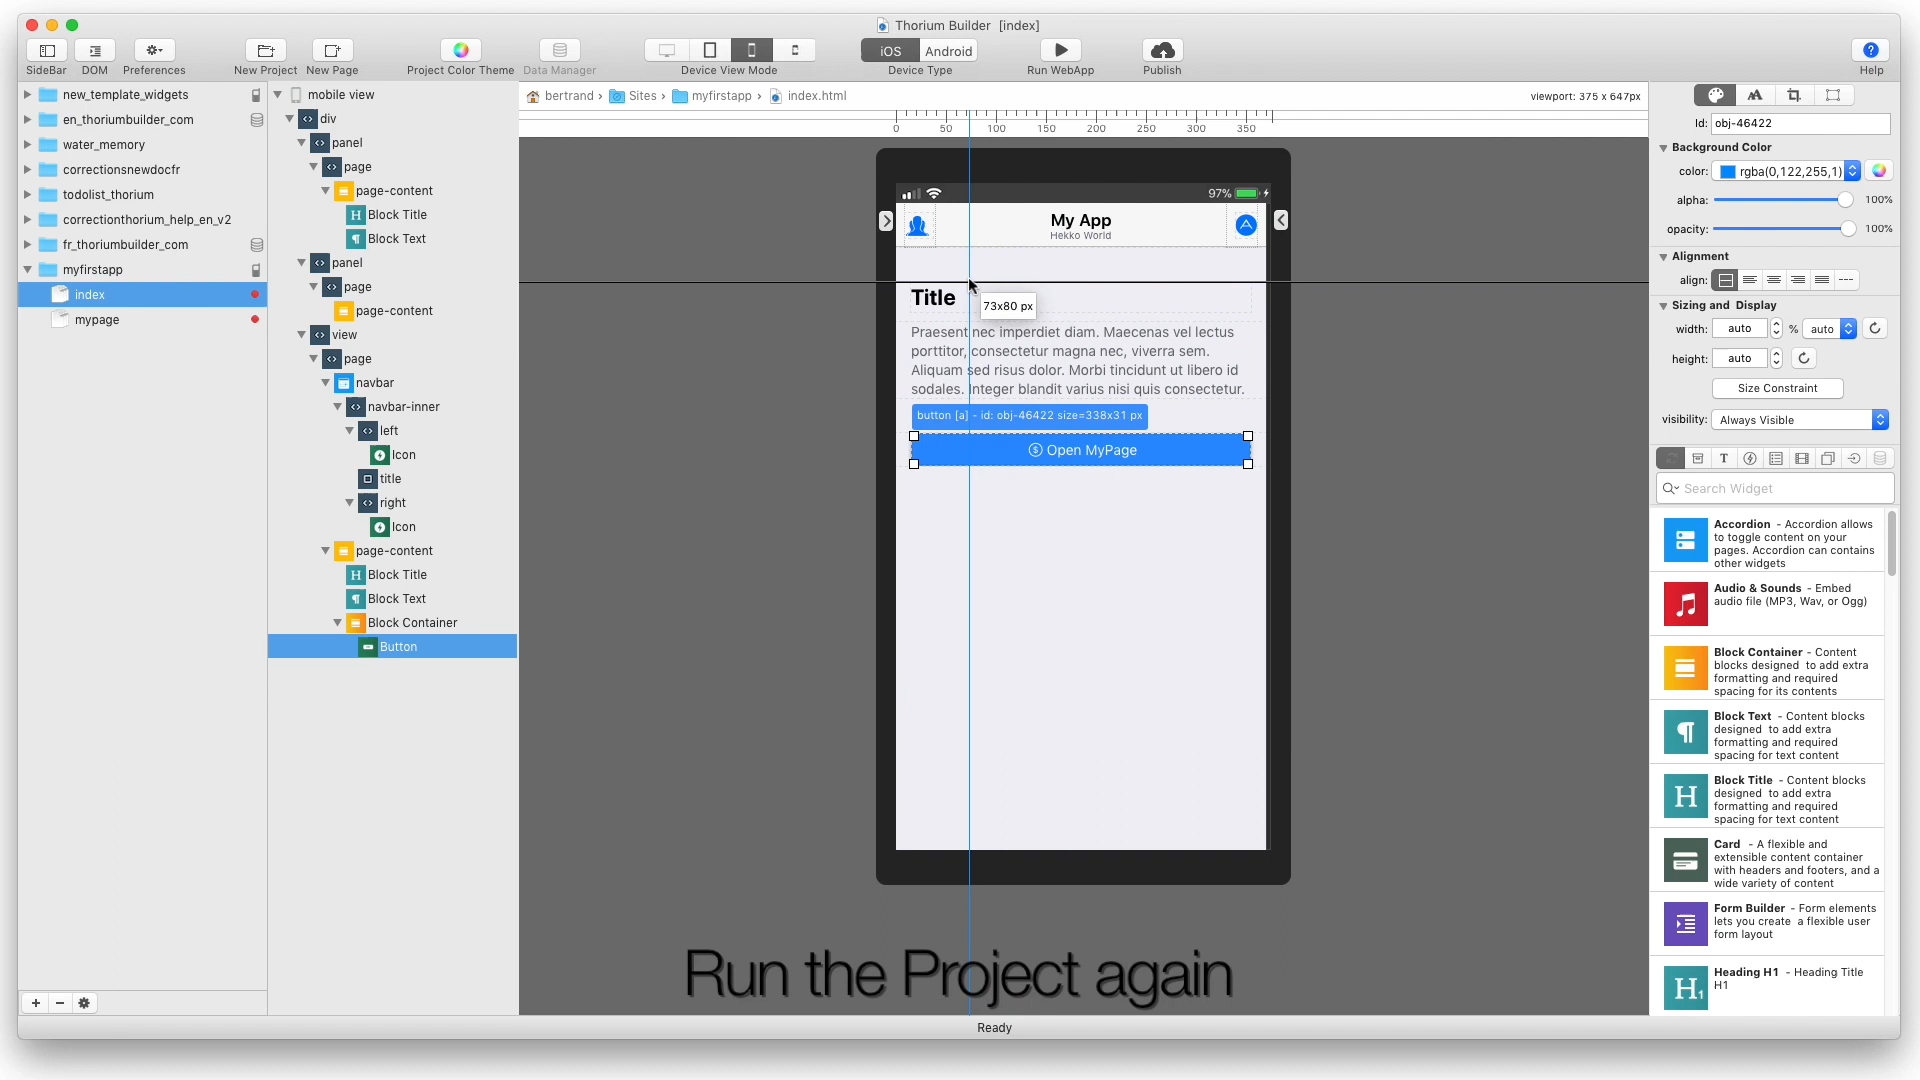 Thorium Builder [index]
SideBar DOM Preferences New Project New Page Project Color Theme Data Manager Device View Mode iOS Android Device Type Run WebApp Publish Help
new_template_widgets
en_thoriumbuilder_com
water_memory
correctionsnewdocfr
todolist_thorium
correctionthorium_help_en_v2
fr_thoriumbuilder_com
myfirstapp
index
mypage
mobile view
div
panel
page
page-content
Block Title
Block Text
panel
page
page-content
view
page
navbar
navbar-inner
left
Icon
title
right
Icon
page-content
Block Title
Block Text
Block Container
Button
bertrand › Sites › myfirstapp › index.html
viewport: 375 x 647px
0 50 100 150 200 250 300 350
97%
My App
Hekko World
Title
73x80 px
Praesent nec imperdiet diam. Maecenas vel lectus
porttitor, consectetur magna nec, viverra sem.
Aliquam sed risus dolor. Morbi tincidunt ut libero id
sodales. Integer blandit varius nisi quis consectetur.
button [a] - id: obj-46422 size=338x31 px
Open MyPage
Run the Project again
Ready
Id: obj-46422
Background Color
color: rgba(0,122,255,1)
alpha: 100%
opacity: 100%
Alignment
align:
Sizing and Display
width: auto % auto
height: auto
Size Constraint
visibility: Always Visible
Search Widget
Accordion - Accordion allows
to toggle content on your
pages. Accordion can contains
other widgets
Audio & Sounds - Embed
audio file (MP3, Wav, or Ogg)
Block Container - Content
blocks designed to add extra
formatting and required
spacing for its contents
Block Text - Content blocks
designed to add extra
formatting and required
spacing for text content
Block Title - Content blocks
designed to add extra
formatting and required
spacing for text content
Card - A flexible and
extensible content container
with headers and footers, and a
wide variety of content
Form Builder - Form elements
lets you create a flexible user
form layout
Heading H1 - Heading Title
H1